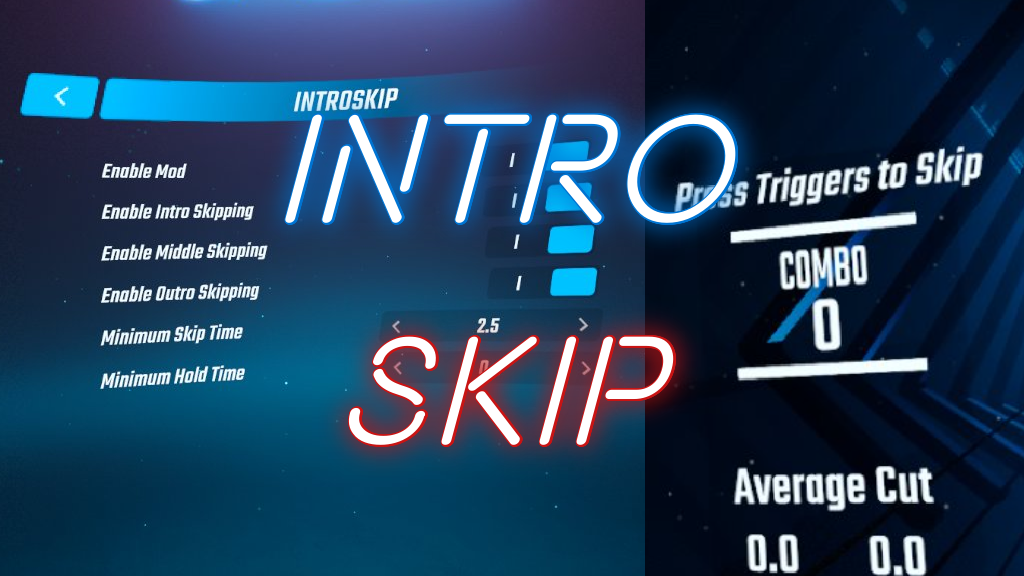 INTROSKIP
INTRO
SKIP
Enable Mod
Enable Intro Skipping
Enable Middle Skipping
Enable Outro Skipping
Minimum Skip Time
2.5
Minimum Hold Time
Press Triggers to Skip
COMBO
0
Average Cut
0.0 0.0